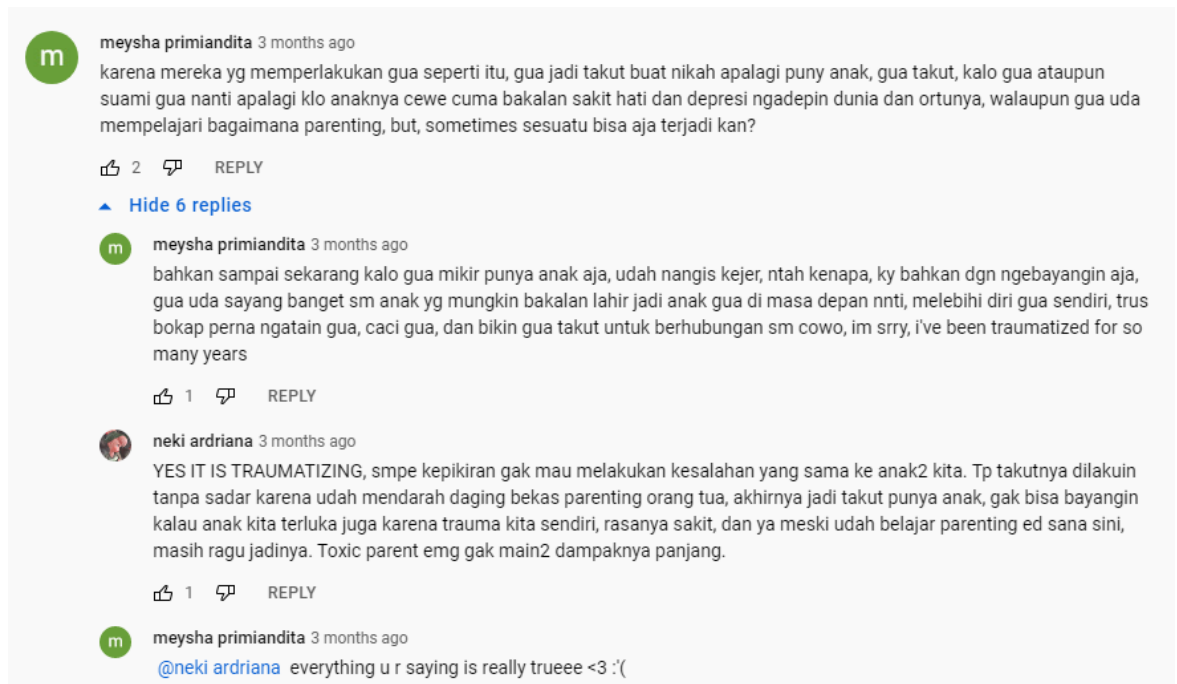 m
meysha primiandita 3 months ago
karena mereka yg memperlakukan gua seperti itu, gua jadi takut buat nikah apalagi puny anak, gua takut, kalo gua ataupun
suami gua nanti apalagi klo anaknya cewe cuma bakalan sakit hati dan depresi ngadepin dunia dan ortunya, walaupun gua uda
mempelajari bagaimana parenting, but, sometimes sesuatu bisa aja terjadi kan?
2 REPLY
Hide 6 replies
m
meysha primiandita 3 months ago
bahkan sampai sekarang kalo gua mikir punya anak aja, udah nangis kejer, ntah kenapa, ky bahkan dgn ngebayangin aja,
gua uda sayang banget sm anak yg mungkin bakalan lahir jadi anak gua di masa depan nnti, melebihi diri gua sendiri, trus
bokap perna ngatain gua, caci gua, dan bikin gua takut untuk berhubungan sm cowo, im srry, i've been traumatized for so
many years
1 REPLY
neki ardriana 3 months ago
YES IT IS TRAUMATIZING, smpe kepikiran gak mau melakukan kesalahan yang sama ke anak2 kita. Tp takutnya dilakuin
tanpa sadar karena udah mendarah daging bekas parenting orang tua, akhirnya jadi takut punya anak, gak bisa bayangin
kalau anak kita terluka juga karena trauma kita sendiri, rasanya sakit, dan ya meski udah belajar parenting ed sana sini,
masih ragu jadinya. Toxic parent emg gak main2 dampaknya panjang.
1 REPLY
m
meysha primiandita 3 months ago
@neki ardriana everything u r saying is really trueee <3 :'(